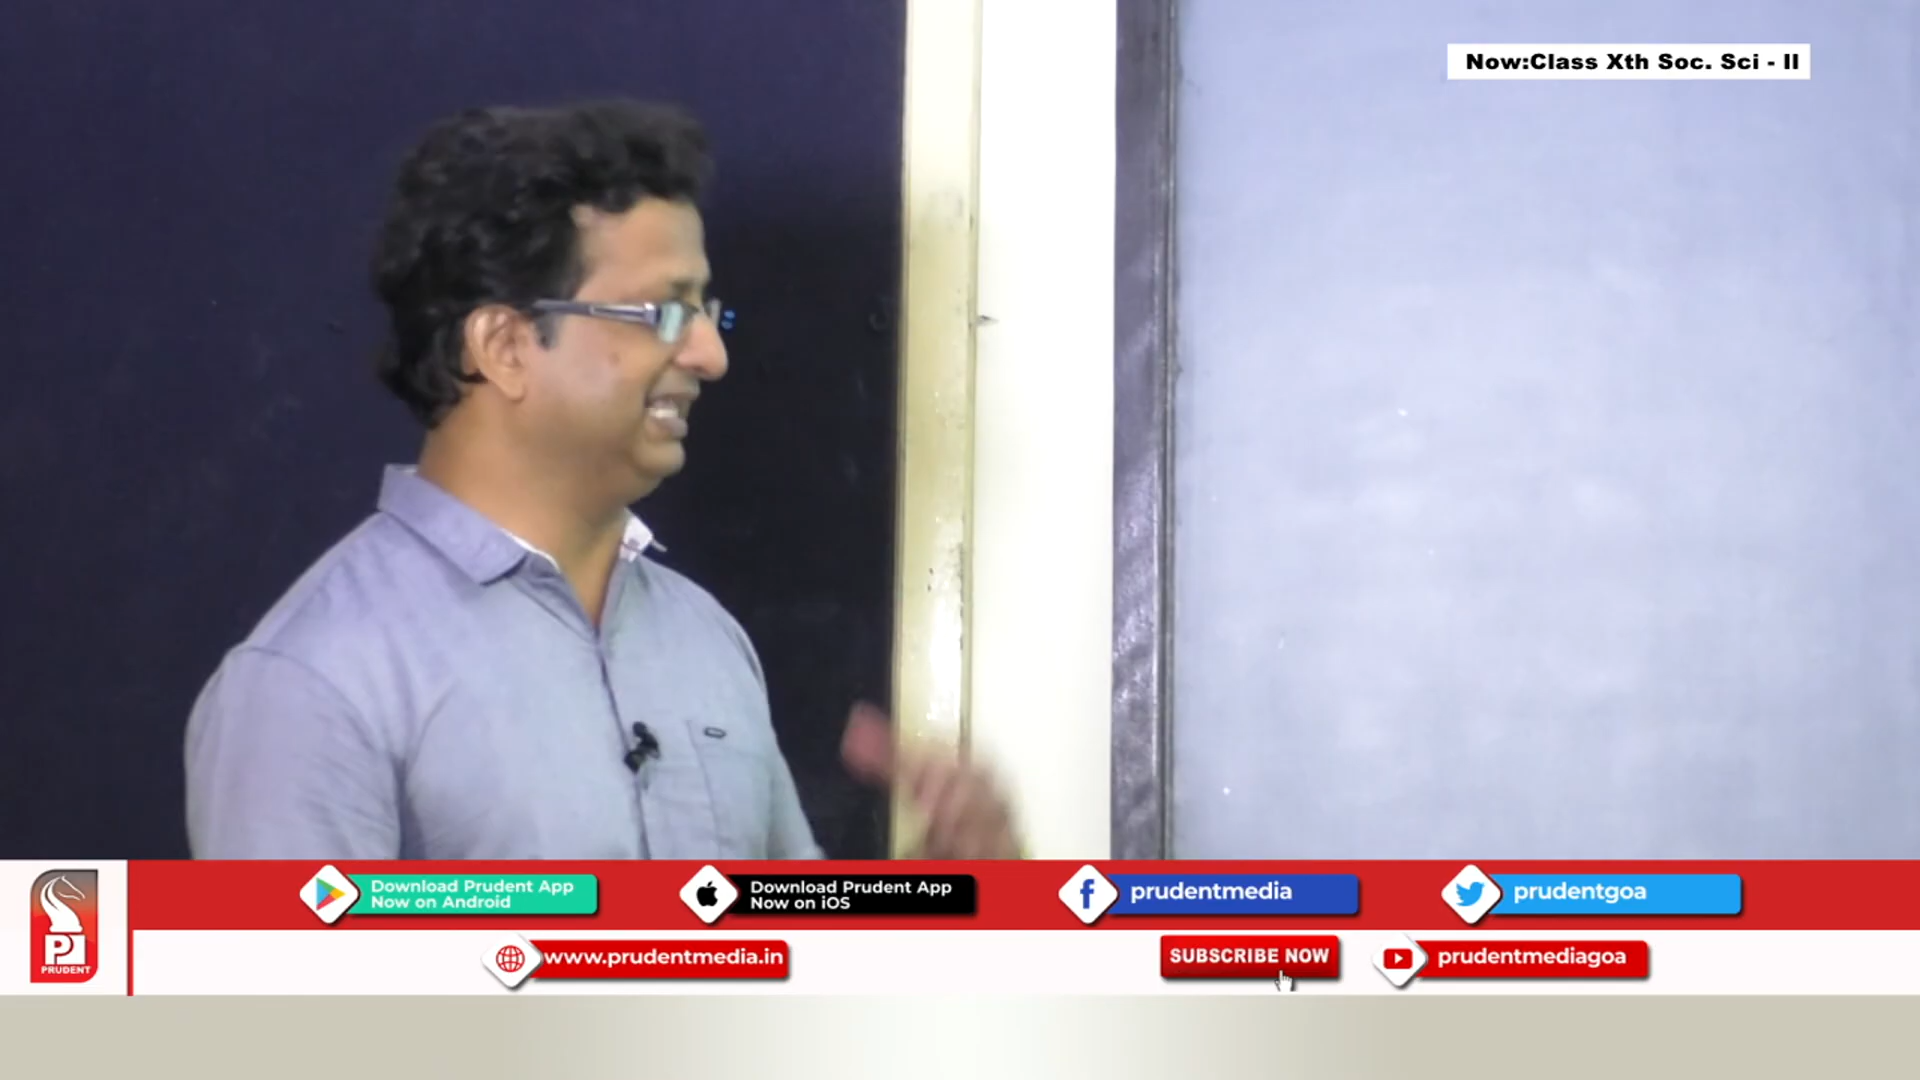 Now:Class Xth Soc. Sci - II
Download Prudent App
Now on Android
Download Prudent App
Now on iOS
prudentmedia
prudentgoa
PRUDENT
www.prudentmedia.in
SUBSCRIBE NOW
prudentmediagoa